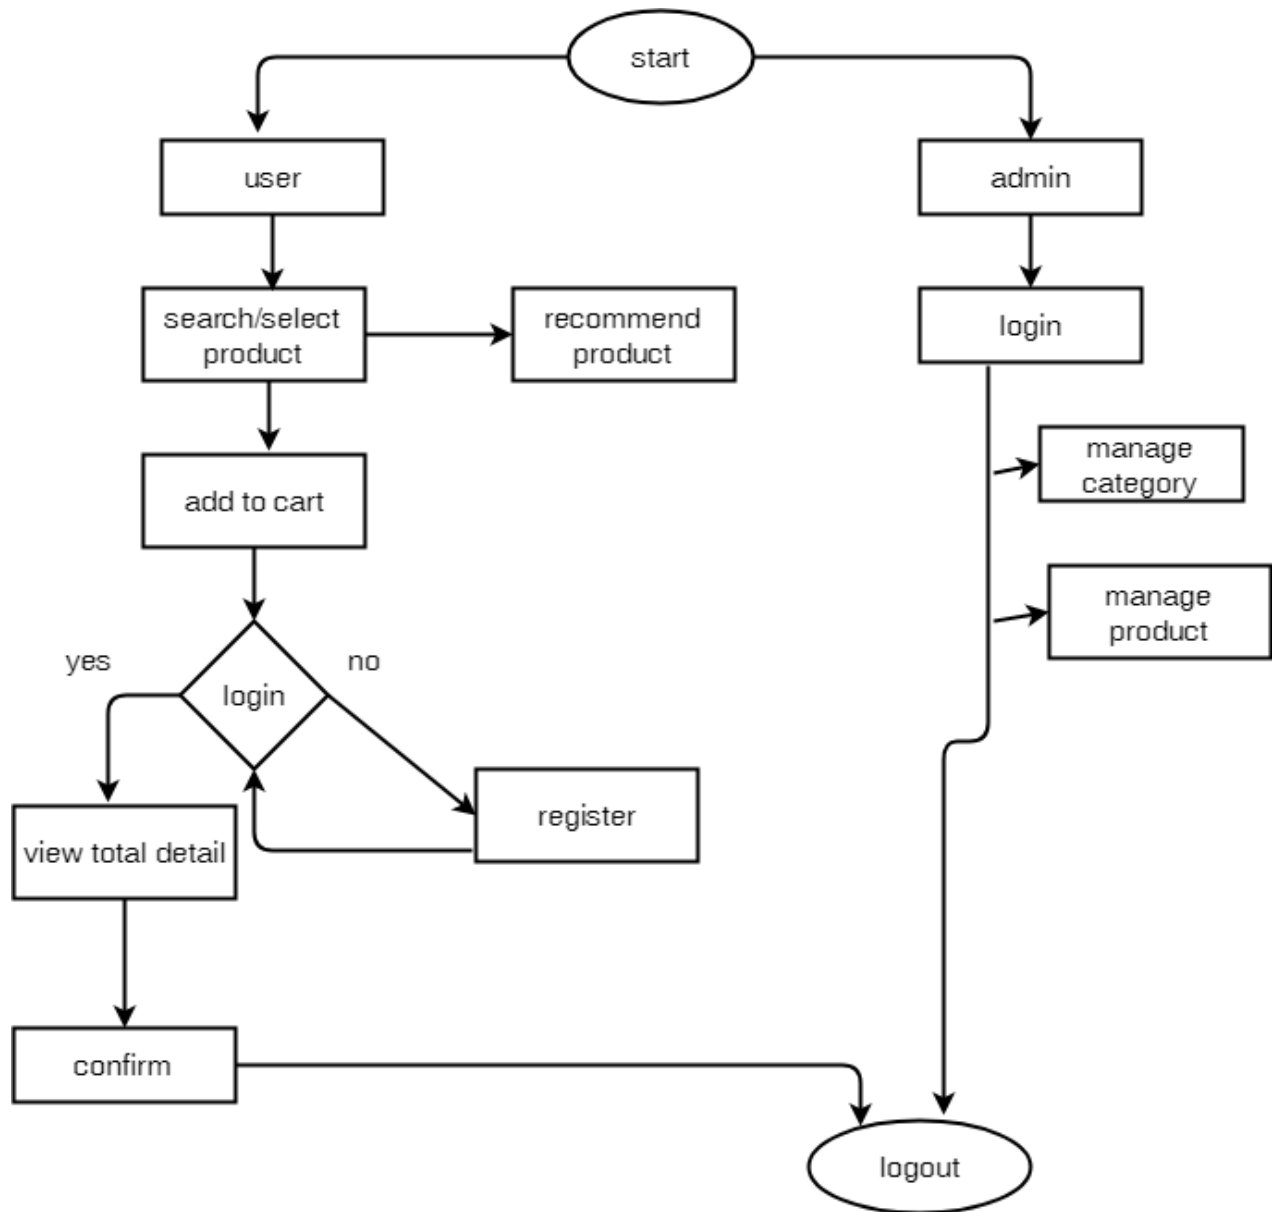 start
user
admin
search/select
product
recommend
product
login
manage
category
add to cart
manage
product
yes
no
login
register
view total detail
confirm
logout